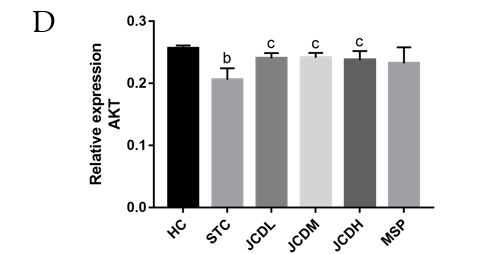 D
Relative expression
AKT
0.3
0.2
0.1
0.0
b
c
c
c
HC
STC
JCDL
JCDM
JCDH
MSP